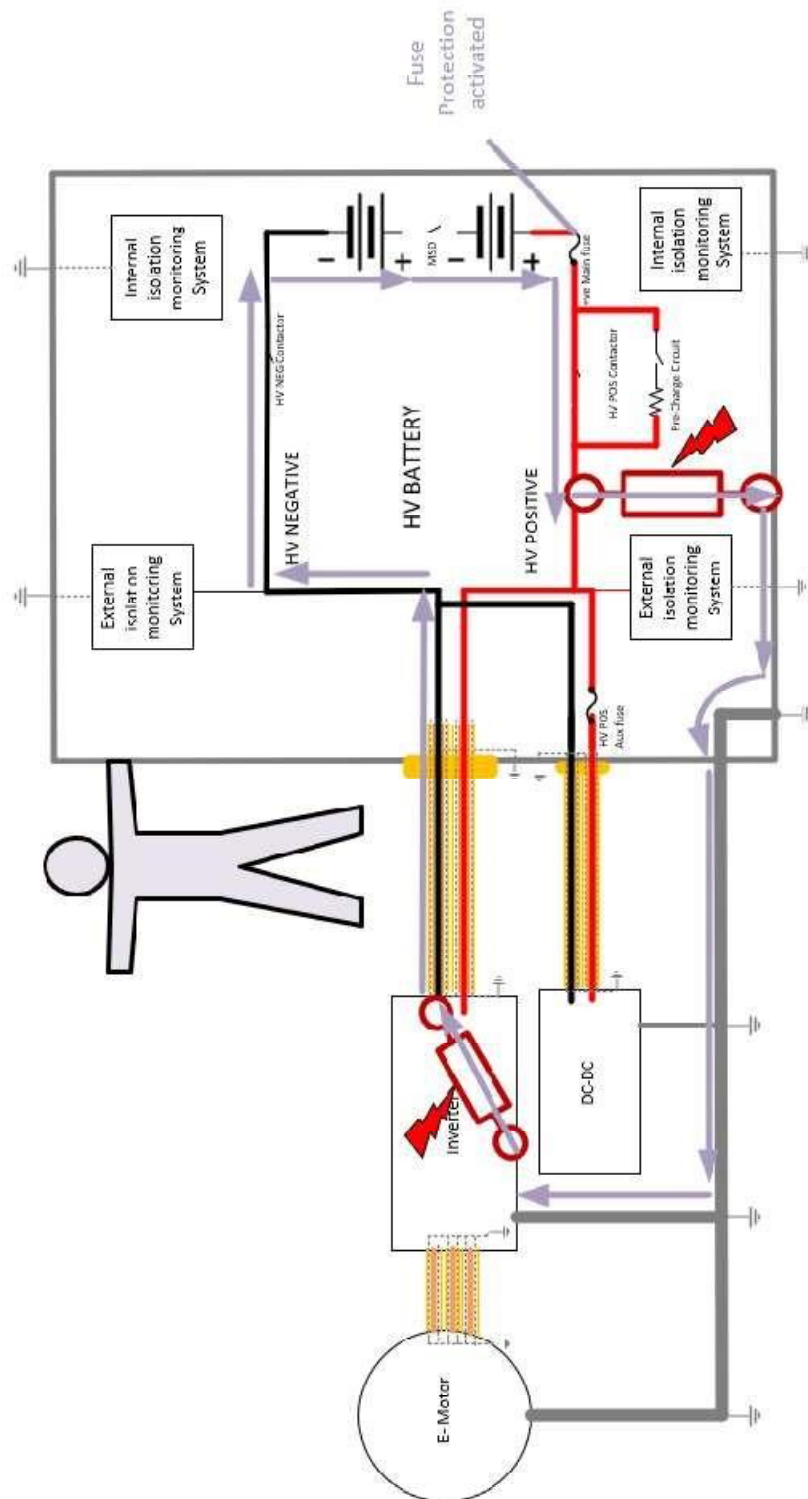 External
isolation
monitoring
System
Internal
isolation
monitoring
System
HV NEG Contactor
HV NEGATIVE
-
+
MSD
-
+
HV BATTERY
Fuse
Protection
activated
E- Motor
Inverter
HV POSITIVE
+ve Main fuse
DC-DC
HV POS
Aux fuse
HV POS Contactor
Pre-Charge Circuit
External
isolation
monitoring
System
Internal
isolation
monitoring
System